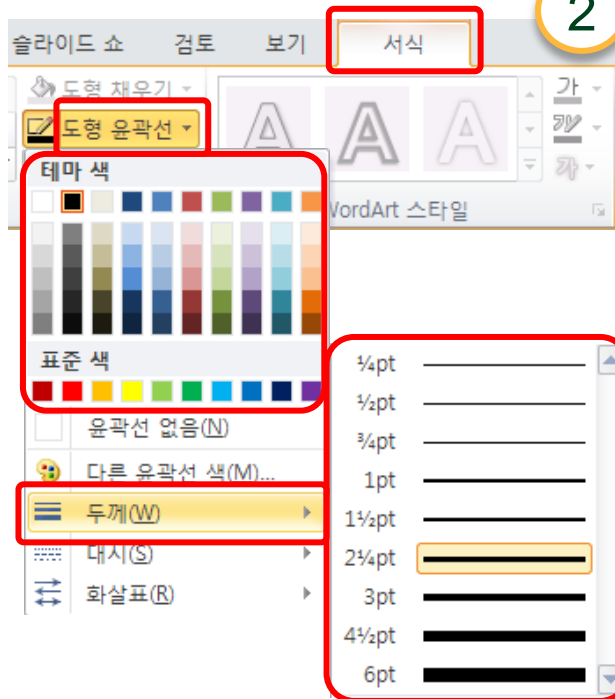 2
슬라이드 쇼 검토 보기 서식
도형 채우기
도형 윤곽선
A A A
가
가
가
테마 색
WordArt 스타일
표준 색
윤곽선 없음(N)
다른 윤곽선 색(M)...
두께(W)
대시(S)
화살표(R)
¼pt
½pt
¾pt
1pt
1½pt
2¼pt
3pt
4½pt
6pt